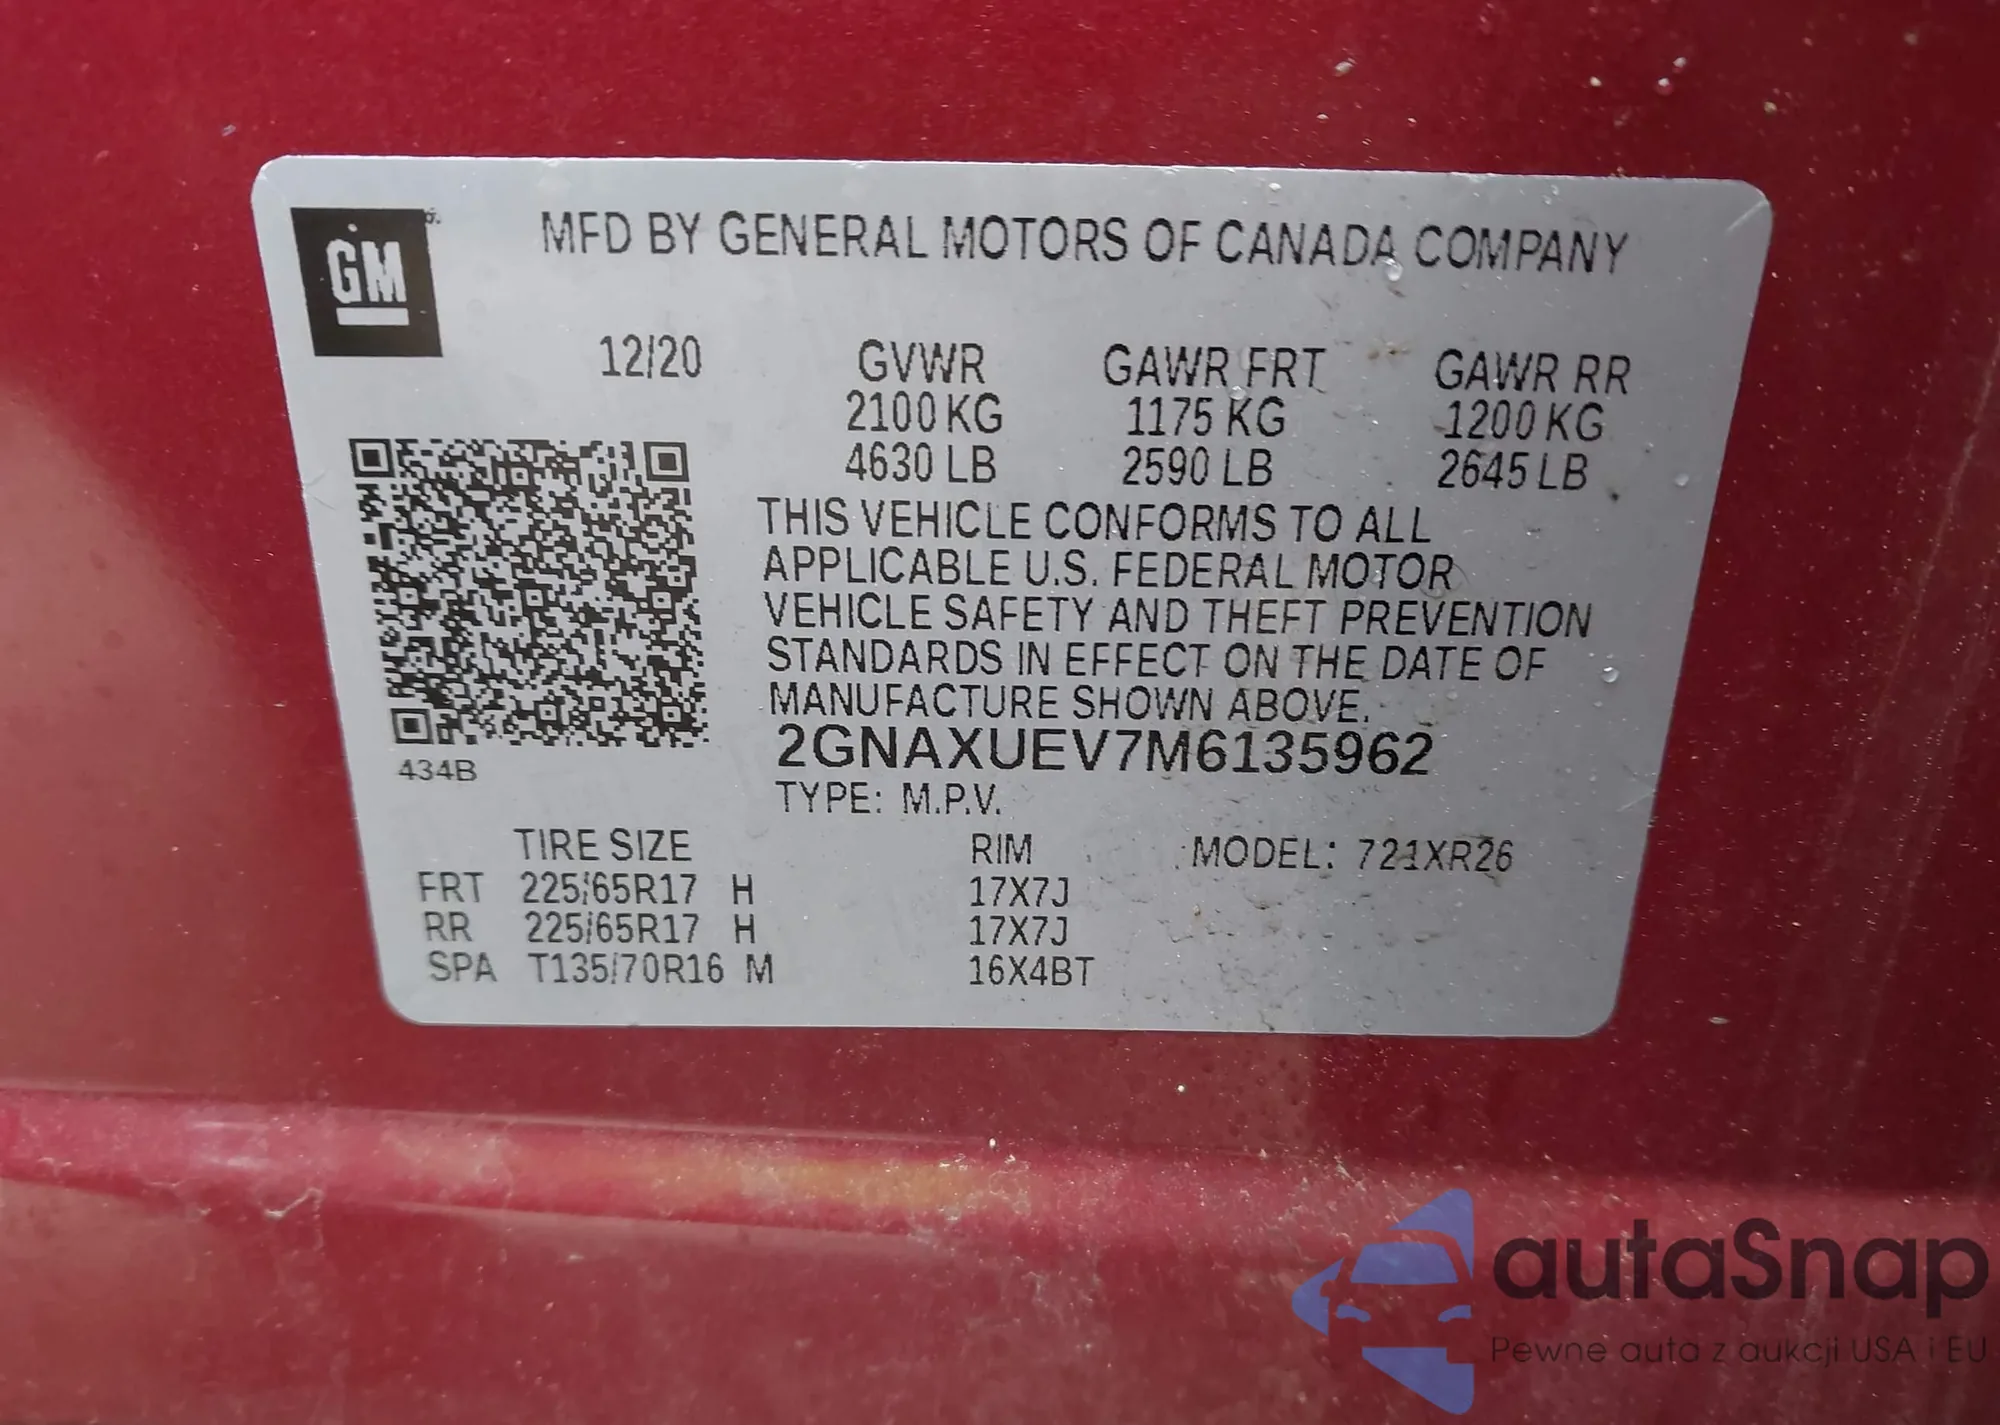 GM
MFD BY GENERAL MOTORS OF CANADA COMPANY
12/20 GVWR GAWR FRT GAWR RR
2100 KG 1175 KG 1200 KG
4630 LB 2590 LB 2645 LB
THIS VEHICLE CONFORMS TO ALL
APPLICABLE U.S. FEDERAL MOTOR
VEHICLE SAFETY AND THEFT PREVENTION
STANDARDS IN EFFECT ON THE DATE OF
MANUFACTURE SHOWN ABOVE.
2GNAXUEV7M6135962
434B
TYPE: M.P.V.
TIRE SIZE RIM MODEL: 721XR26
FRT 225/65R17 H 17X7J
RR 225/65R17 H 17X7J
SPA T135/70R16 M 16X4BT
autaSnap
Pewne auta z aukcji USA i EU